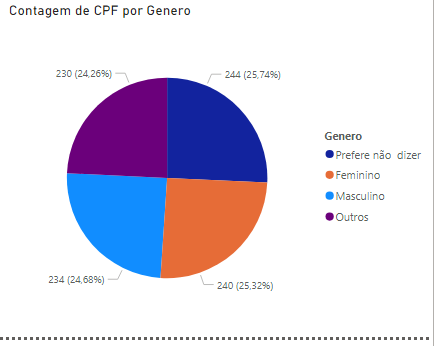 Contagem de CPF por Genero
230 (24,26%)
244 (25,74%)
Genero
Prefere não dizer
Feminino
Masculino
Outros
234 (24,68%)
240 (25,32%)